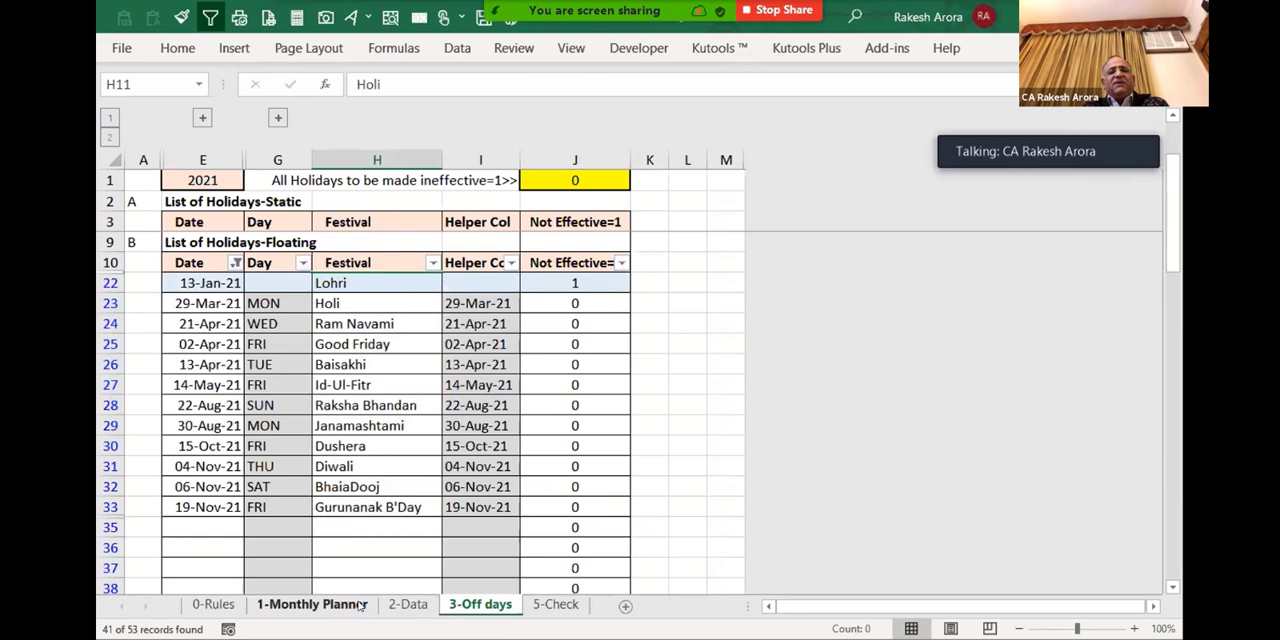 You are screen sharing
Stop Share
Rakesh Arora RA
File Home Insert Page Layout Formulas Data Review View Developer Kutools ™ Kutools Plus Add-ins Help
CA Rakesh Arora
H11 fx Holi
1
2
Talking: CA Rakesh Arora
A E G H I J K L M
1 2021 All Holidays to be made ineffective=1>> 0
2 A List of Holidays-Static
3 Date Day Festival Helper Col Not Effective=1
9 B List of Holidays-Floating
10 Date Day Festival Helper Co Not Effective=
22 13-Jan-21 Lohri 1
23 29-Mar-21 MON Holi 29-Mar-21 0
24 21-Apr-21 WED Ram Navami 21-Apr-21 0
25 02-Apr-21 FRI Good Friday 02-Apr-21 0
26 13-Apr-21 TUE Baisakhi 13-Apr-21 0
27 14-May-21 FRI Id-Ul-Fitr 14-May-21 0
28 22-Aug-21 SUN Raksha Bhandan 22-Aug-21 0
29 30-Aug-21 MON Janamashtami 30-Aug-21 0
30 15-Oct-21 FRI Dushera 15-Oct-21 0
31 04-Nov-21 THU Diwali 04-Nov-21 0
32 06-Nov-21 SAT BhaiaDooj 06-Nov-21 0
33 19-Nov-21 FRI Gurunanak B'Day 19-Nov-21 0
35 0
36 0
37 0
38 0
0-Rules 1-Monthly Planner 2-Data 3-Off days 5-Check
41 of 53 records found Count: 0 100%